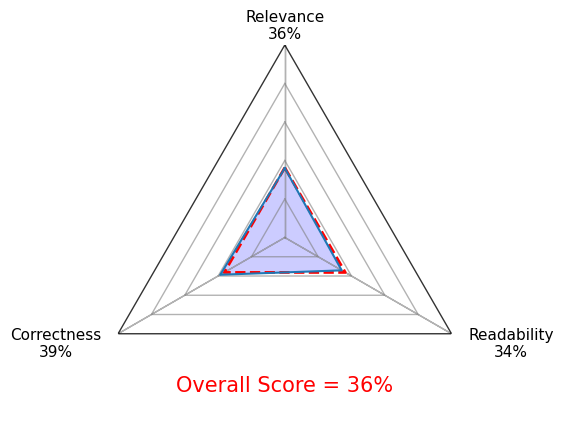 Relevance
36%
Correctness
39%
Readability
34%
Overall Score = 36%